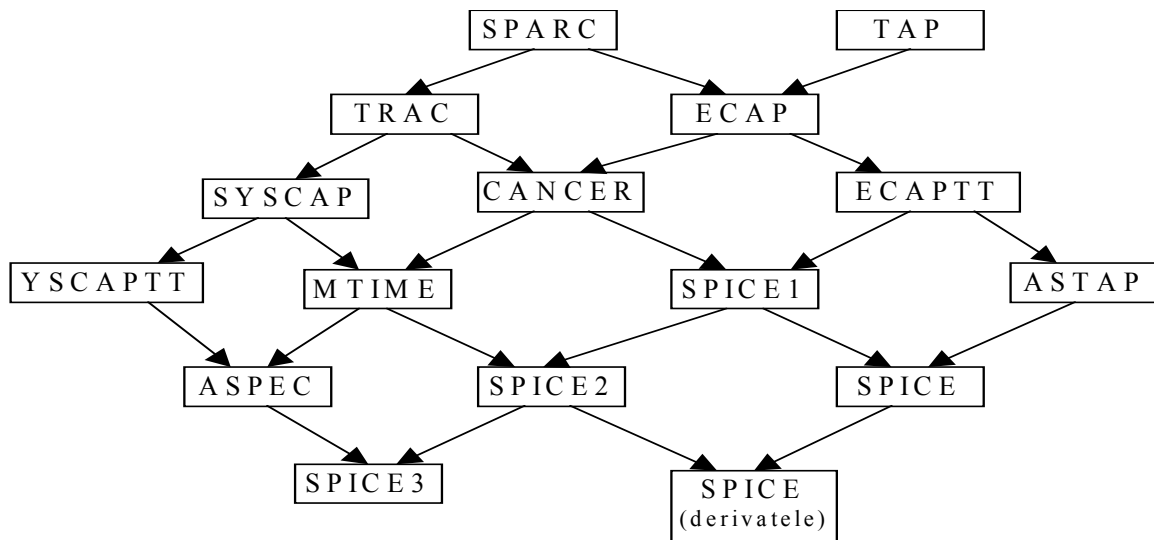 SPARC
TAP
TRAC
ECAP
SYSCAP
CANCER
ECAPTT
YSCAPTT
MTIME
SPICE1
ASTAP
ASPEC
SPICE2
SPICE
SPICE3
SPICE
(derivatele)